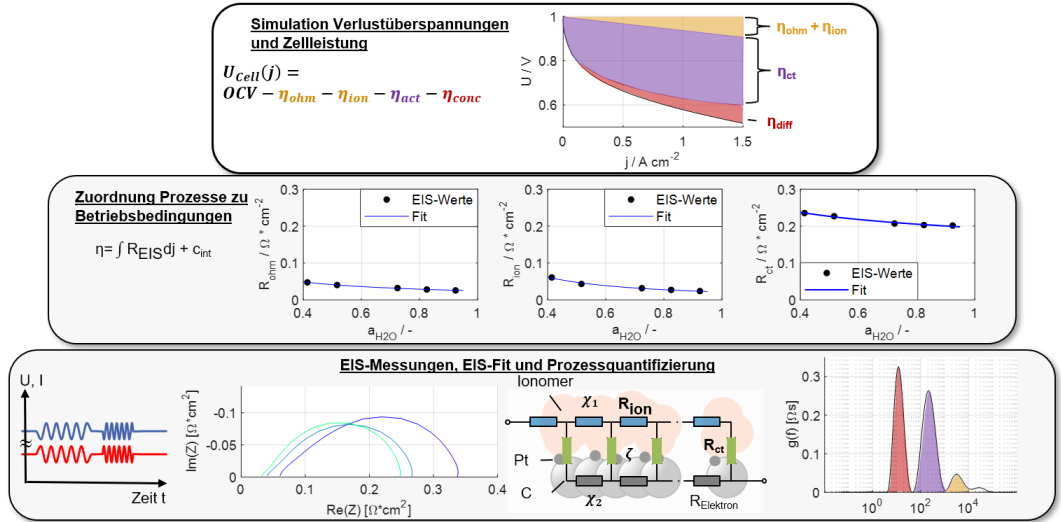 Simulation Verlustüberspannungen
und Zellleistung
U_Cell(j) =
OCV − η_ohm − η_ion − η_act − η_conc
U / V
1
0.8
0.6
0
0.5
1
1.5
j / A cm⁻²
η_ohm + η_ion
η_ct
η_diff
Zuordnung Prozesse zu
Betriebsbedingungen
η= ∫ R_EIS dj + c_int
R_ohm / Ω * cm⁻²
0.3
0.2
0.1
0
0.4 0.6 0.8 1
a_H2O / -
EIS-Werte
Fit
R_ion / Ω * cm⁻²
0.3
0.2
0.1
0
0.4 0.6 0.8 1
a_H2O / -
EIS-Werte
Fit
R_ct / Ω * cm⁻²
0.3
0.2
0.1
0
0.4 0.6 0.8 1
a_H2O / -
EIS-Werte
Fit
EIS-Messungen, EIS-Fit und Prozessquantifizierung
U, I
≈
Zeit t
Im(Z) [Ω*cm²]
-0.1
-0.05
0
0 0.1 0.2 0.3 0.4
Re(Z) [Ω*cm²]
Ionomer
χ₁
R_ion
Pt
ζ
R_ct
C
χ₂
R_Elektron
g(f) [Ωs]
0.3
0.2
0.1
0
10⁰ 10² 10⁴